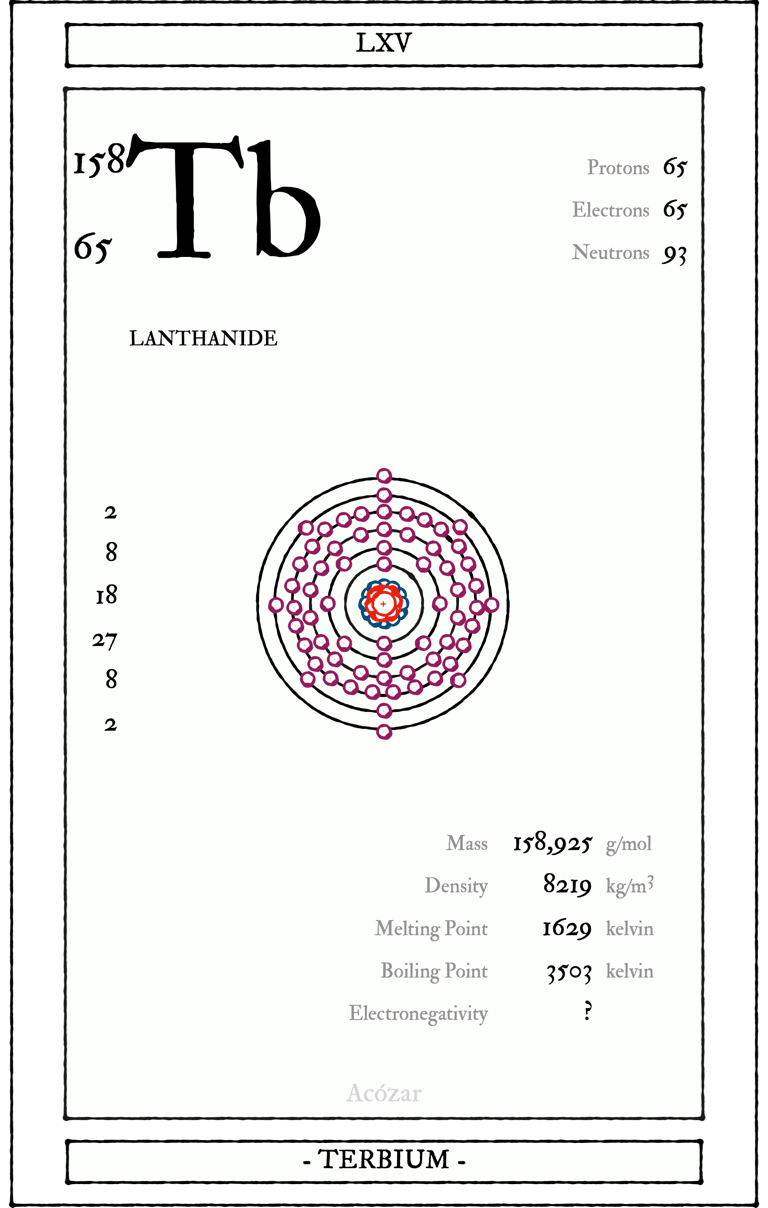 LXV
158 Tb
65
Protons 65
Electrons 65
Neutrons 93
LANTHANIDE
2
8
18
27
8
2
Mass 158,925 g/mol
Density 8219 kg/m³
Melting Point 1629 kelvin
Boiling Point 3503 kelvin
Electronegativity ?
Acózar
- TERBIUM -